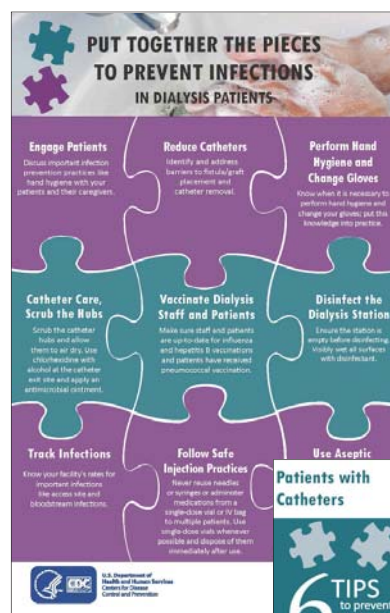 PUT TOGETHER THE PIECES
TO PREVENT INFECTIONS
IN DIALYSIS PATIENTS
Engage Patients
Discuss important infection
prevention practices like
hand hygiene with your
patients and their caregivers.
Reduce Catheters
Identify and address
barriers to fistula/graft
placement and
catheter removal.
Perform Hand
Hygiene and
Change Gloves
Know when it is necessary to
perform hand hygiene and
change your gloves; put this
knowledge into practice.
Catheter Care,
Scrub the Hubs
Scrub the catheter
hubs and allow
them to air dry. Use
chlorhexidine with
alcohol at the catheter
exit site and apply an
antimicrobial ointment.
Vaccinate Dialysis
Staff and Patients
Make sure staff and patients
are up-to-date for influenza
and hepatitis B vaccinations
and patients have received
pneumococcal vaccination.
Disinfect the
Dialysis Station
Ensure the station is
empty before disinfecting.
Visibly wet all surfaces
with disinfectant.
Track Infections
Know your facility's rates for
important infections
like access site and
bloodstream infections.
Follow Safe
Injection Practices
Never reuse needles
or syringes or administer
medications from a
single-dose vial or IV bag
to multiple patients. Use
single-dose vials whenever
possible and dispose of them
immediately after use.
Use Aseptic
Patients with
Catheters
6 TIPS
to preven
CDC
U.S. Department of
Health and Human Services
Centers for Disease
Control and Prevention